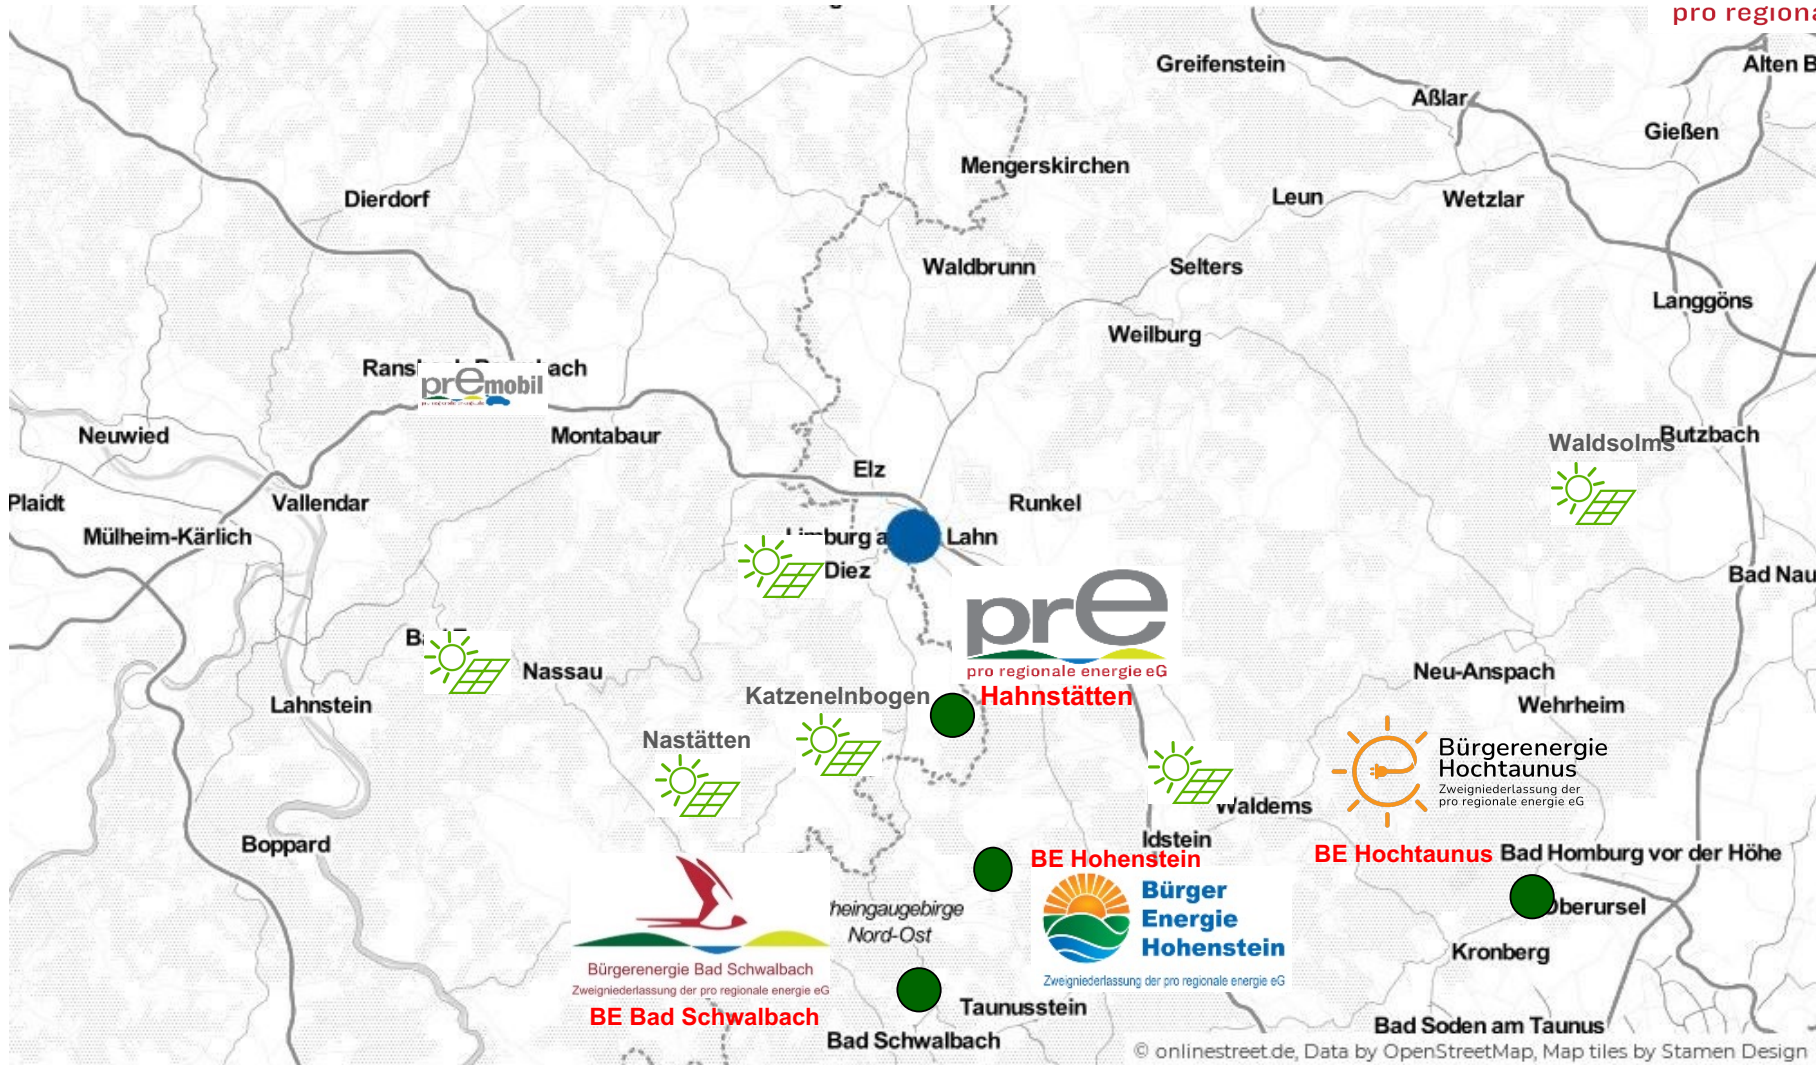 pro regiona
Greifenstein
Alten B
Aßlar
Gießen
Mengerskirchen
Dierdorf
Leun
Wetzlar
Waldbrunn
Selters
Langgöns
Weilburg
Rans
ach
premobil
Neuwied
Montabaur
Waldsolms
Butzbach
Elz
Plaidt
Vallendar
Runkel
Mülheim-Kärlich
Limburg a
Lahn
Diez
Bad Nau
pre
pro regionale energie eG
Nassau
Neu-Anspach
Katzenelnbogen
Hahnstätten
Lahnstein
Wehrheim
Nastätten
Bürgerenergie
Hochtaunus
Zweigniederlassung der
pro regionale energie eG
Waldems
Idstein
Boppard
BE Hohenstein
BE Hochtaunus
Bad Homburg vor der Höhe
Bürger
Energie
Hohenstein
Zweigniederlassung der pro regionale energie eG
heingaugebirge
Nord-Ost
Oberursel
Kronberg
Bürgerenergie Bad Schwalbach
Zweigniederlassung der pro regionale energie eG
BE Bad Schwalbach
Taunusstein
Bad Schwalbach
Bad Soden am Taunus
© onlinestreet.de, Data by OpenStreetMap, Map tiles by Stamen Design